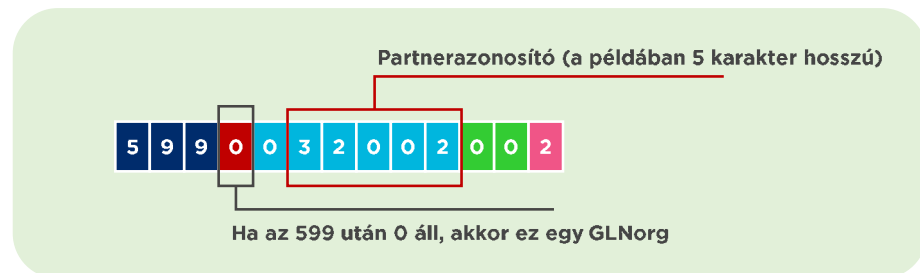 Partnerazonosító (a példában 5 karakter hosszú)
5 9 9 0 0 3 2 0 0 2 0 0 2
Ha az 599 után 0 áll, akkor ez egy GLNorg